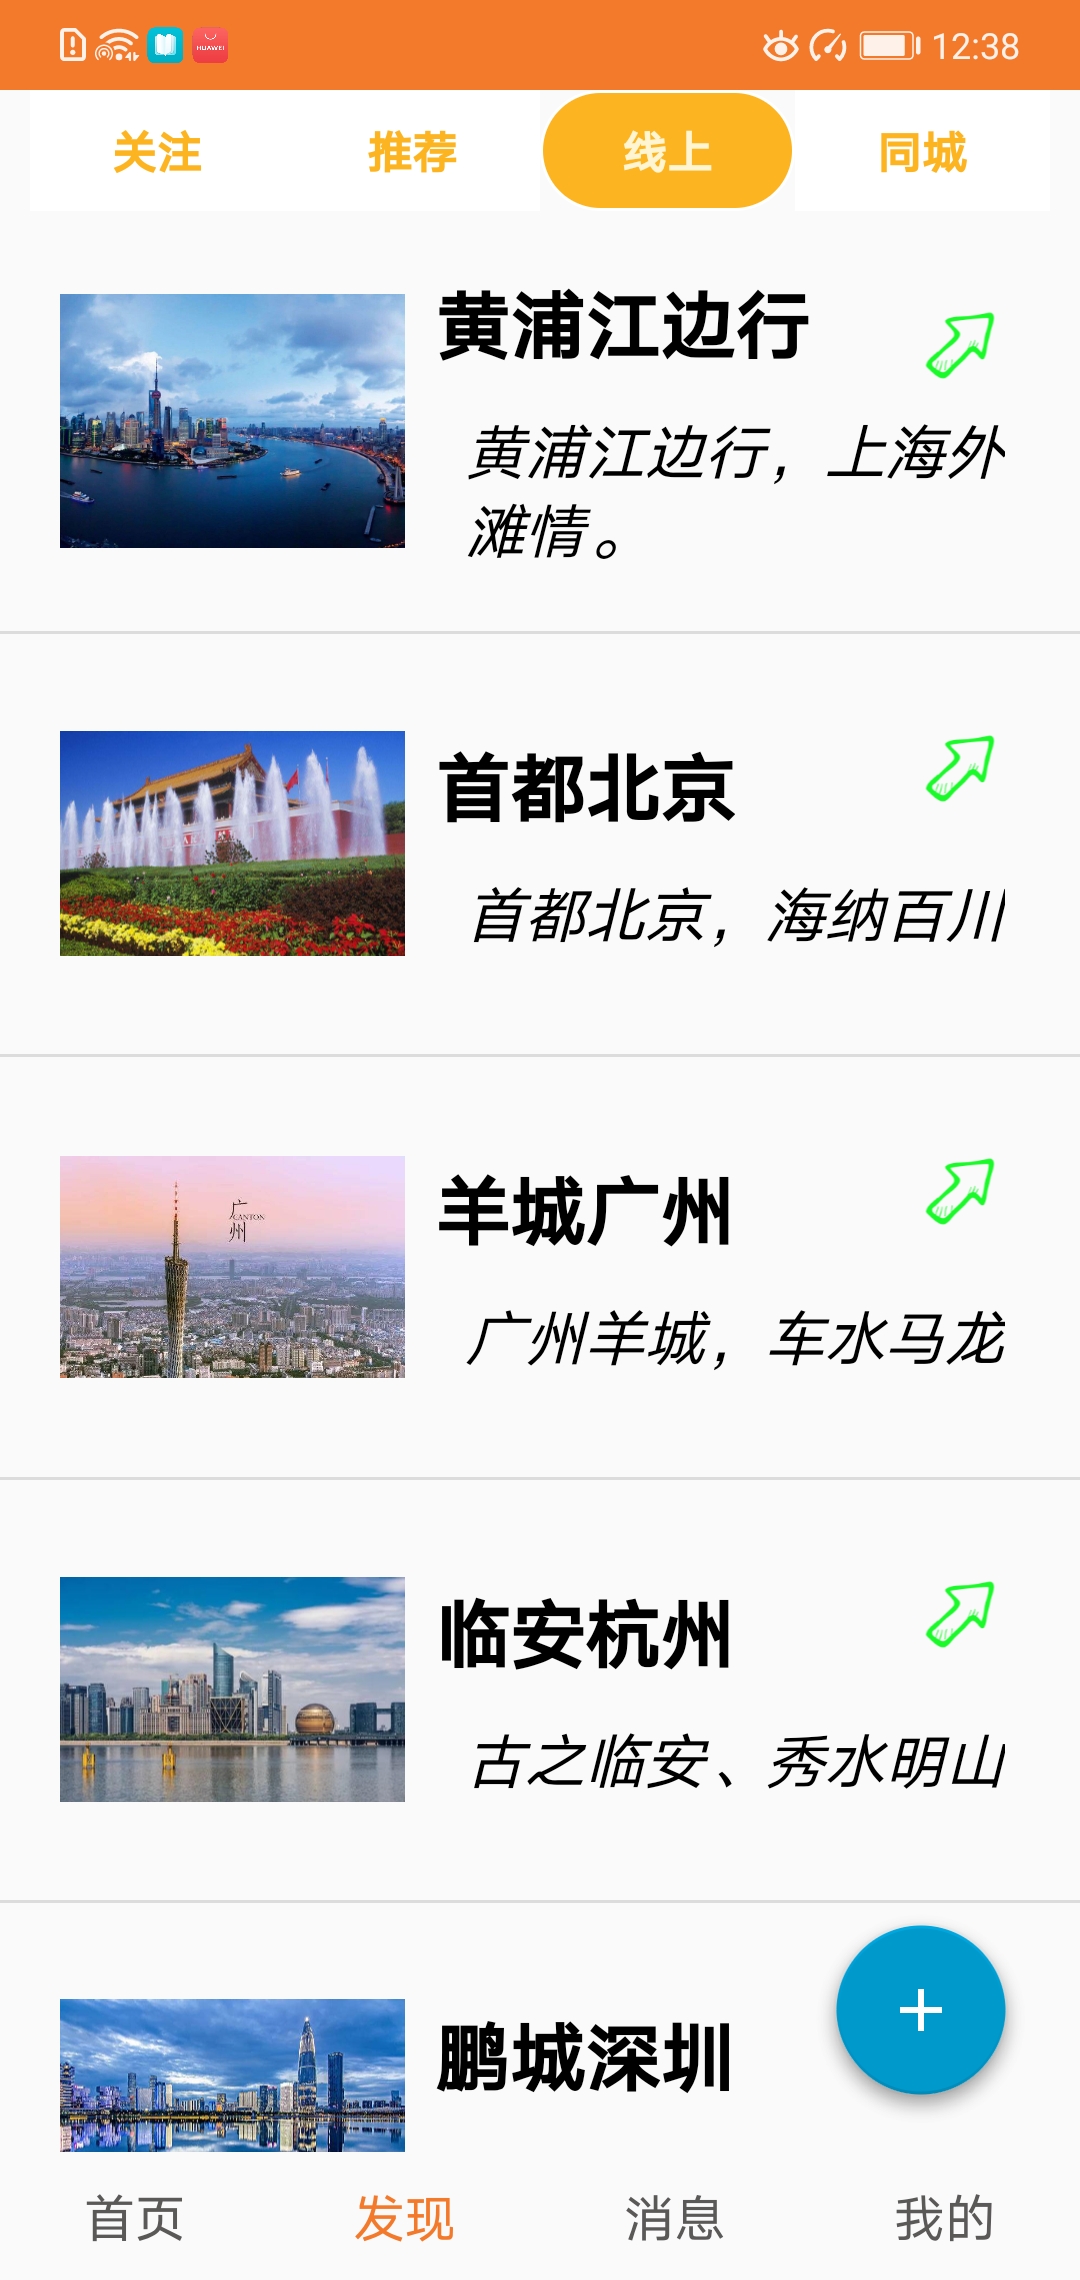 HUAWEI
12:38
关注 推荐 线上 同城
黄浦江边行
黄浦江边行，上海外
滩情。
首都北京
首都北京，海纳百川
广
CANTON
州
羊城广州
广州羊城，车水马龙
临安杭州
古之临安、秀水明山
鹏城深圳
首页 发现 消息 我的